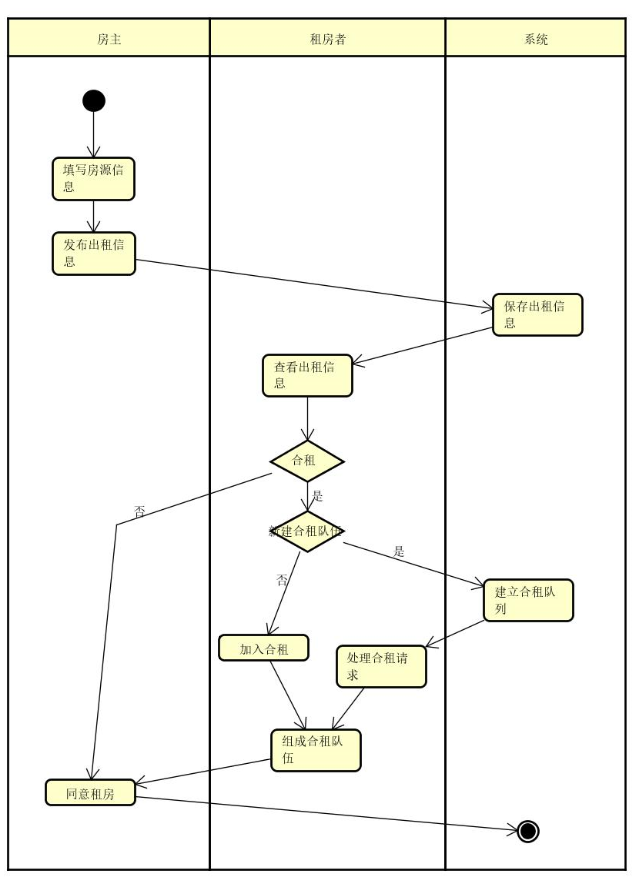 房主
租房者
系统
填写房源信
息
发布出租信
息
保存出租信
息
查看出租信
息
合租
否
是
新建合租队伍
是
否
建立合租队
列
加入合租
处理合租请
求
组成合租队
伍
同意租房